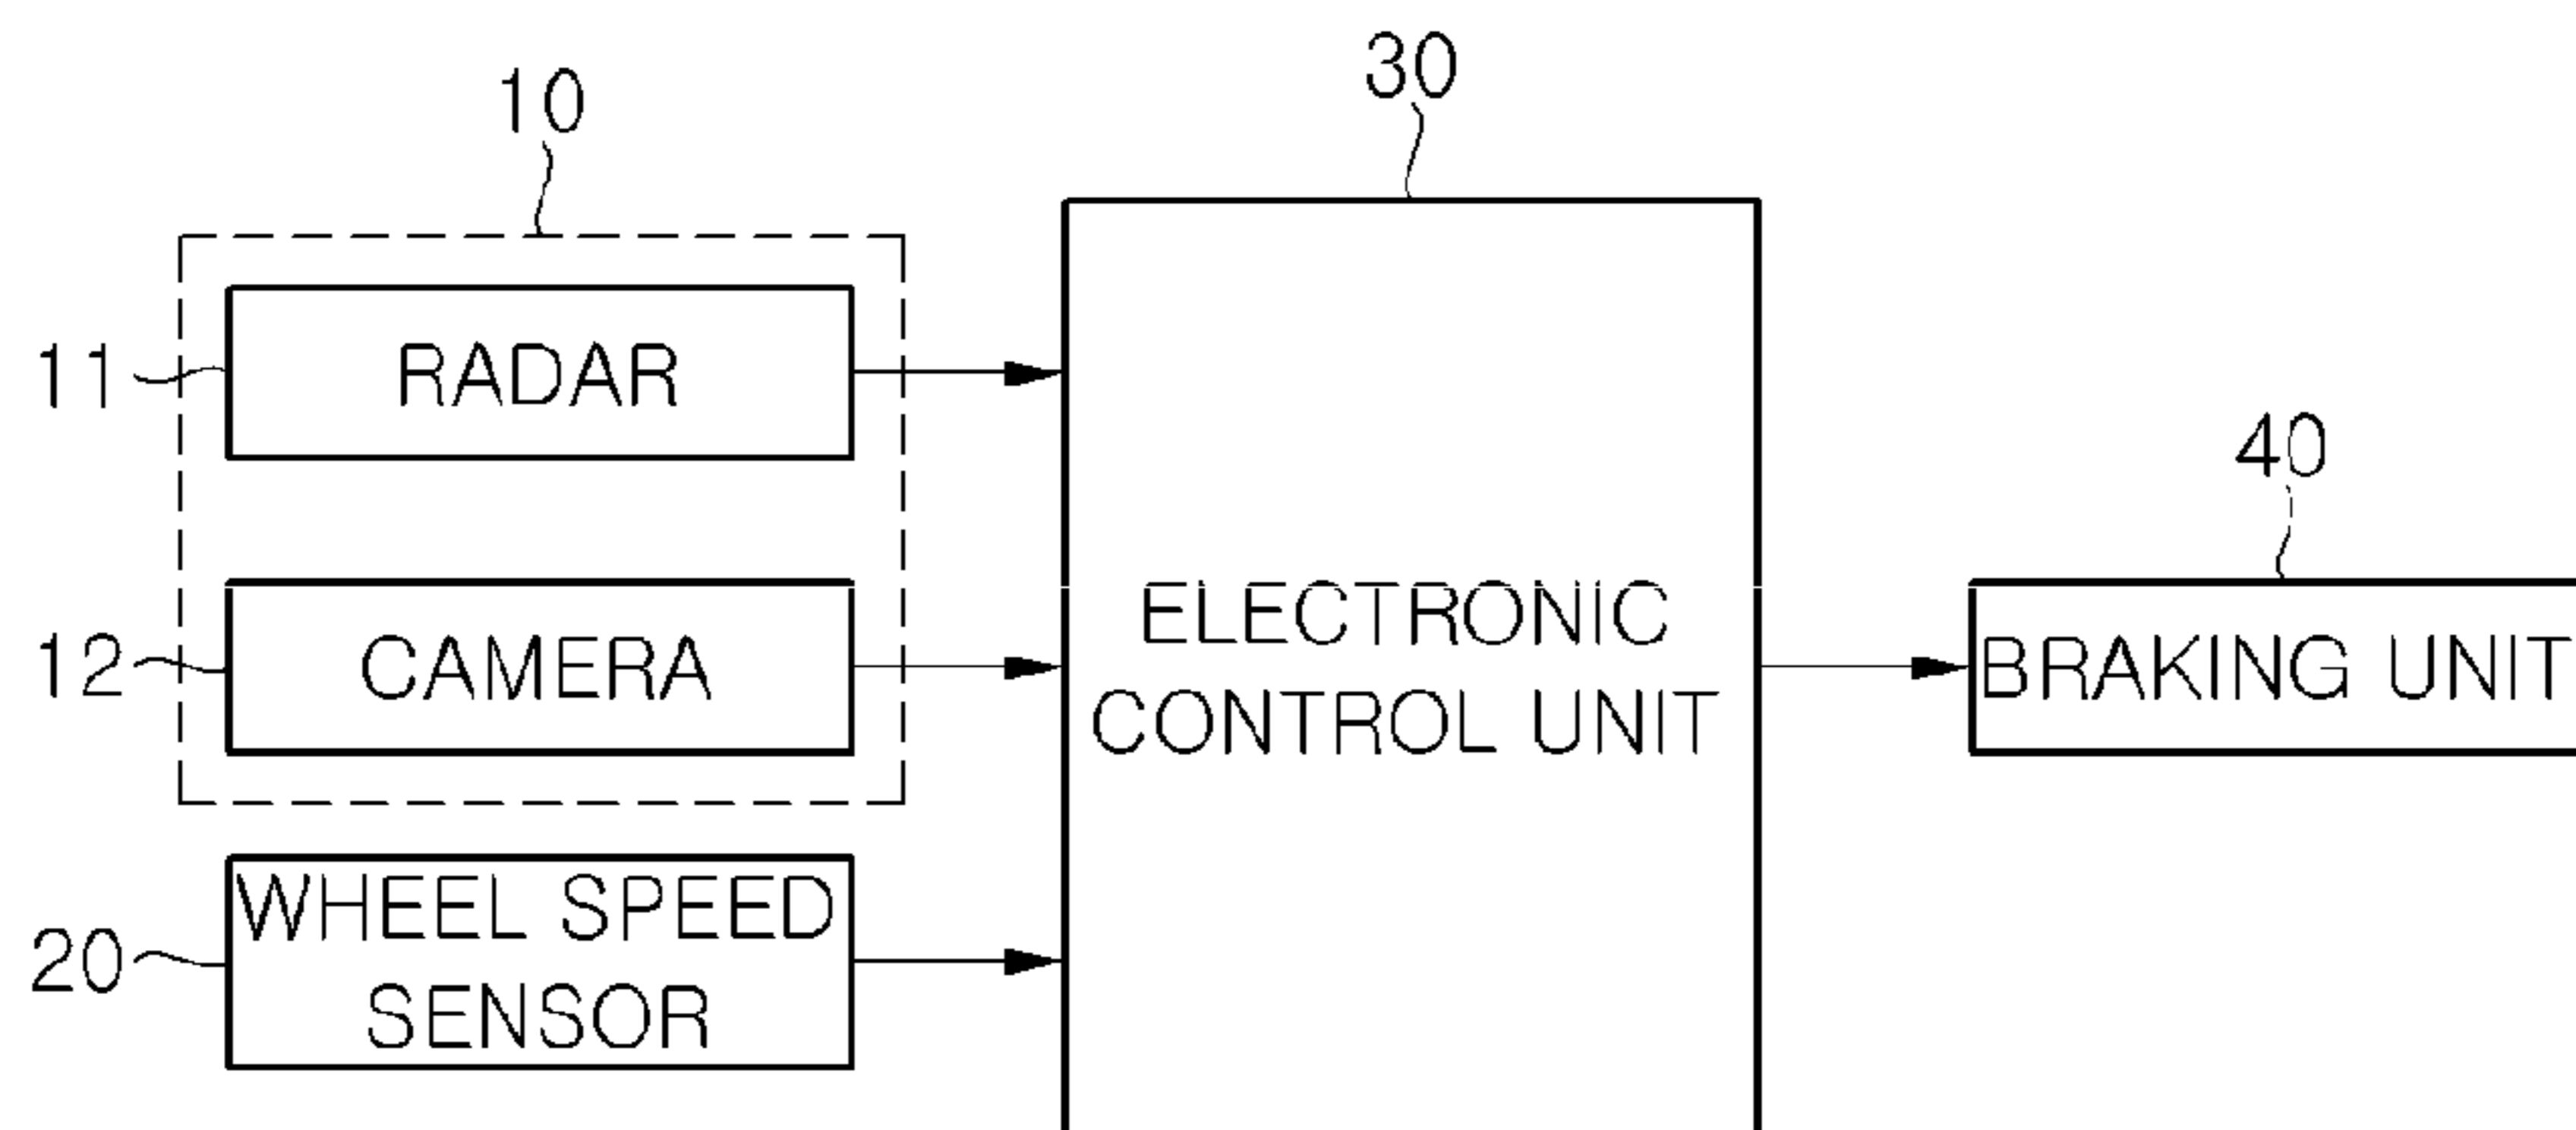 10
30
11
RADAR
40
12
CAMERA
ELECTRONIC
CONTROL UNIT
BRAKING UNIT
20
WHEEL SPEED
SENSOR